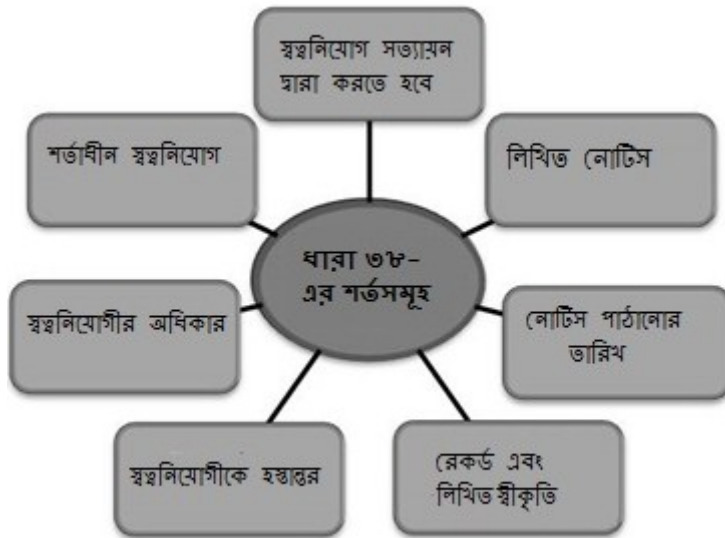 স্বত্বনিয়োগ সত্যায়ন
দ্বারা করতে হবে
শর্তাধীন স্বত্বনিয়োগ
লিখিত নোটিস
ধারা ৩৮-
এর শর্তসমূহ
স্বত্বনিয়োগীর অধিকার
নোটিস পাঠানোর
তারিখ
স্বত্বনিয়োগীকে হস্তান্তর
রেকর্ড এবং
লিখিত স্বীকৃতি